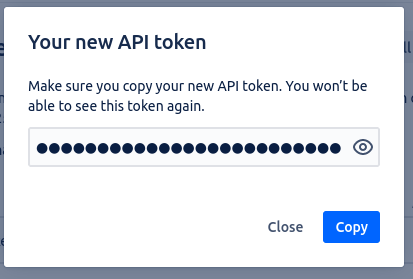 Your new API token
Make sure you copy your new API token. You won't be
able to see this token again.
●●●●●●●●●●●●●●●●●●●●●●●●●
Close
Copy